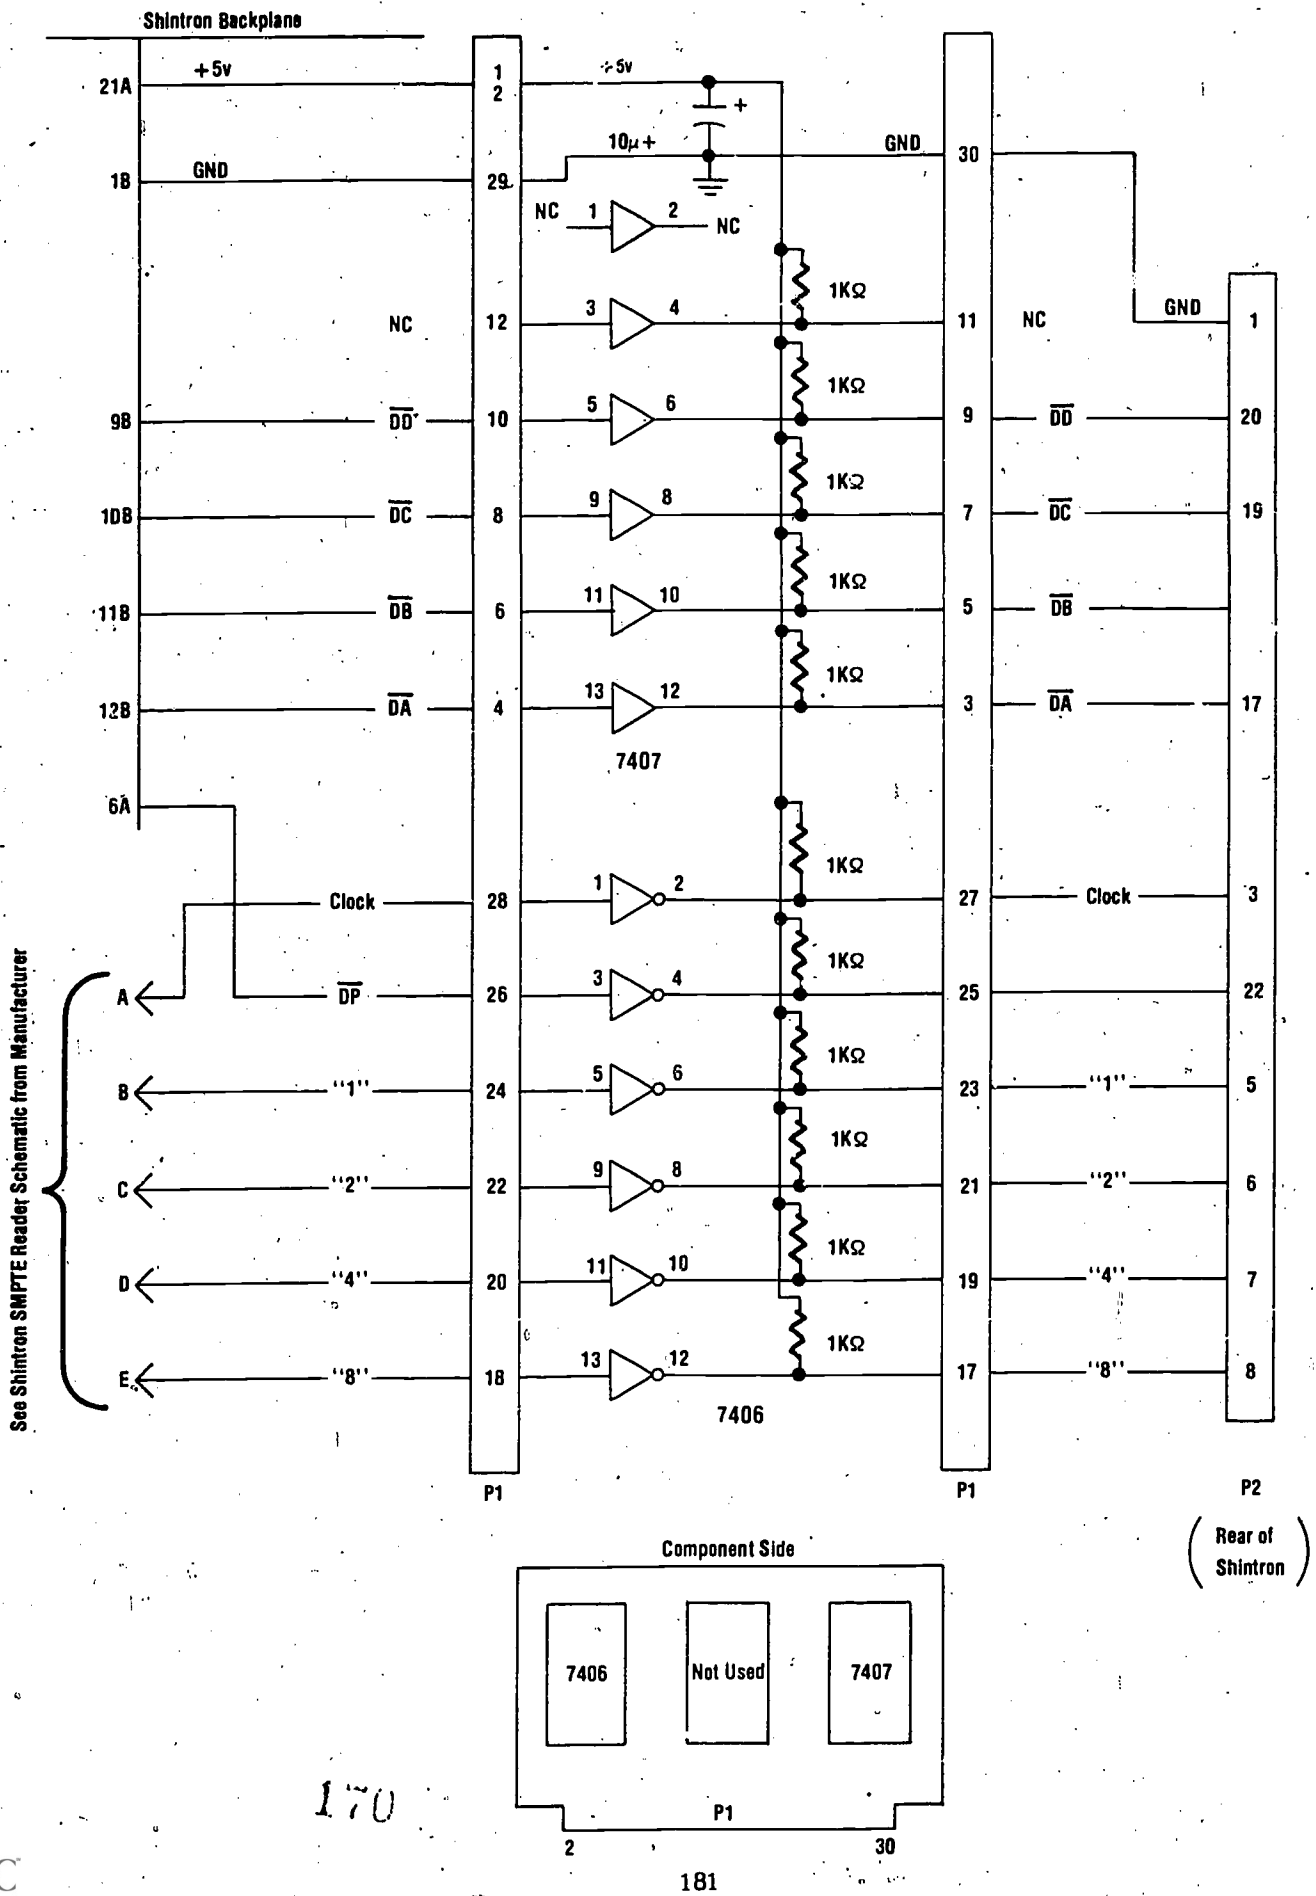 Shintron Backplane
21A +5v 1 +5v
2
+
10μ+ GND 30
1B GND 29
NC 1 2 NC
1KΩ
NC 12 3 4 11 NC GND 1
1KΩ
9B DD 10 5 6 9 DD 20
1KΩ
10B DC 8 9 8 7 DC 19
1KΩ
11B DB 6 11 10 5 DB
1KΩ
12B DA 4 13 12 3 DA 17
7407
6A
1KΩ
Clock 28 1 2 27 Clock 3
1KΩ
A DP 26 3 4 25 22
1KΩ
B "1" 24 5 6 23 "1" 5
1KΩ
C "2" 22 9 8 21 "2" 6
1KΩ
D "4" 20 11 10 19 "4" 7
1KΩ
E "8" 18 13 12 17 "8" 8
7406
See Shintron SMPTE Reader Schematic from Manufacturer
P1 P1 P2
(Rear of
Shintron)
Component Side
7406 Not Used 7407
P1
2 30
170
181
C